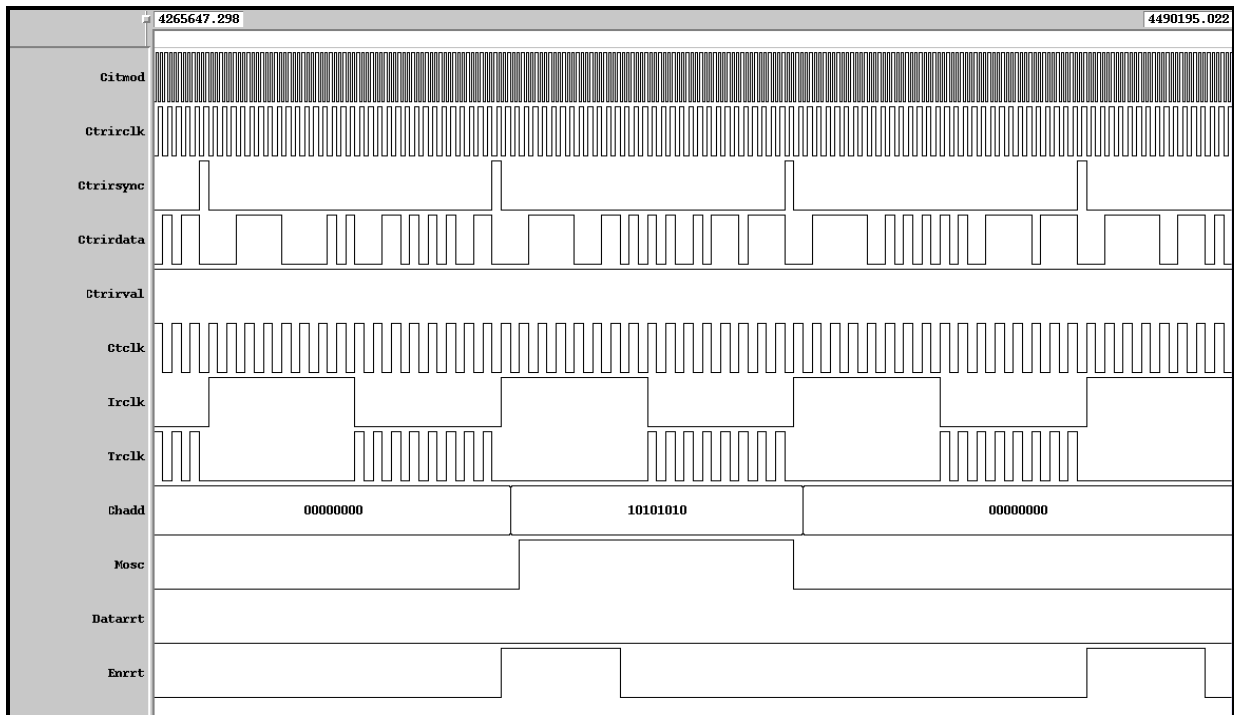 4265647.298 4490195.022
Citmod
Ctrirclk
Ctrirsync
Ctrirdata
Ctrirval
Ctclk
Irclk
Trclk
Chadd 00000000 10101010 00000000
Mosc
Datarrt
Enrrt